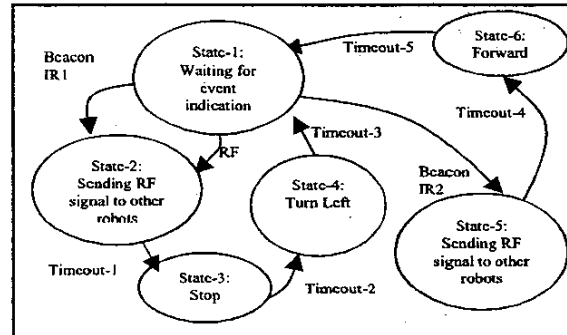 State-1:
Waiting for
event
indication
State-6:
Forward
Timeout-5
Beacon
IR1
Timeout-4
Timeout-3
RF
State-2:
Sending RF
signal to other
robots
State-4:
Turn Left
Beacon
IR2
State-5:
Sending RF
signal to other
robots
Timeout-1
State-3:
Stop
Timeout-2